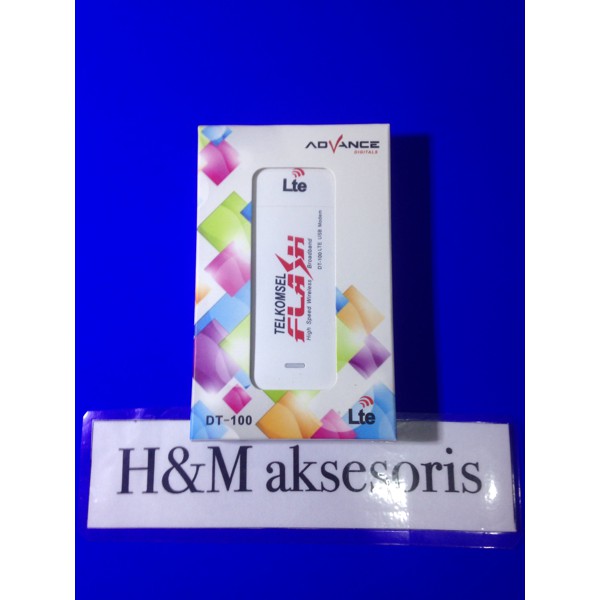 ADVANCE
DIGITALS
Lte
TELKOMSEL
FLASH
High Speed Wireless Broadband
DT-100 LTE USB Modem
DT-100
Lte
H&M aksesoris